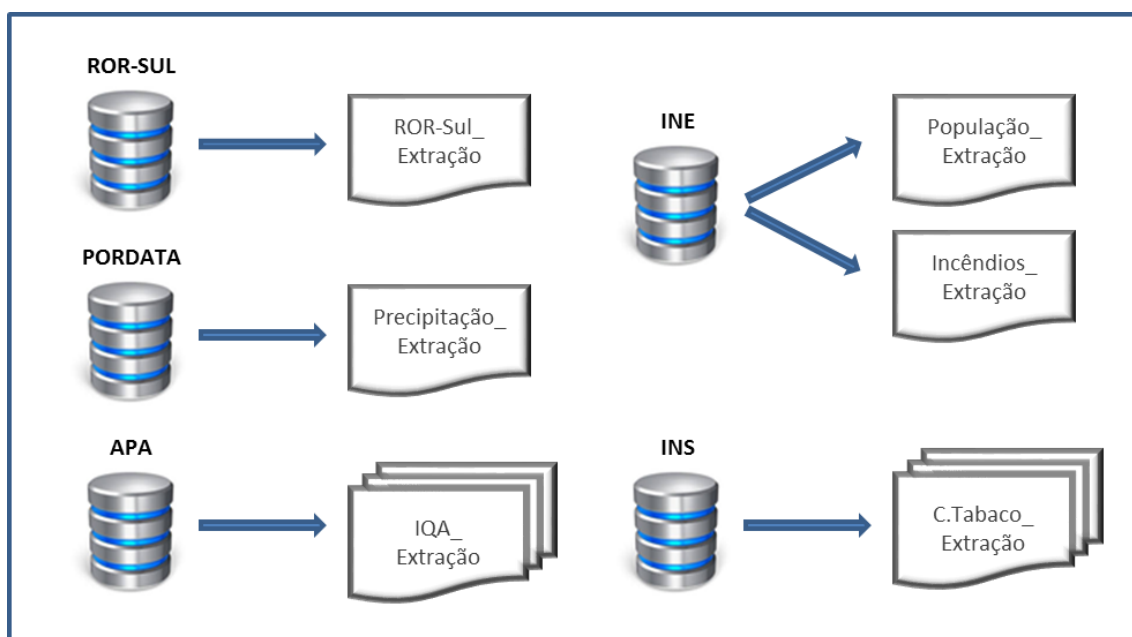 ROR-SUL
ROR-Sul_
Extração
INE
População_
Extração
Incêndios_
Extração
PORDATA
Precipitação_
Extração
APA
IQA_
Extração
INS
C.Tabaco_
Extração